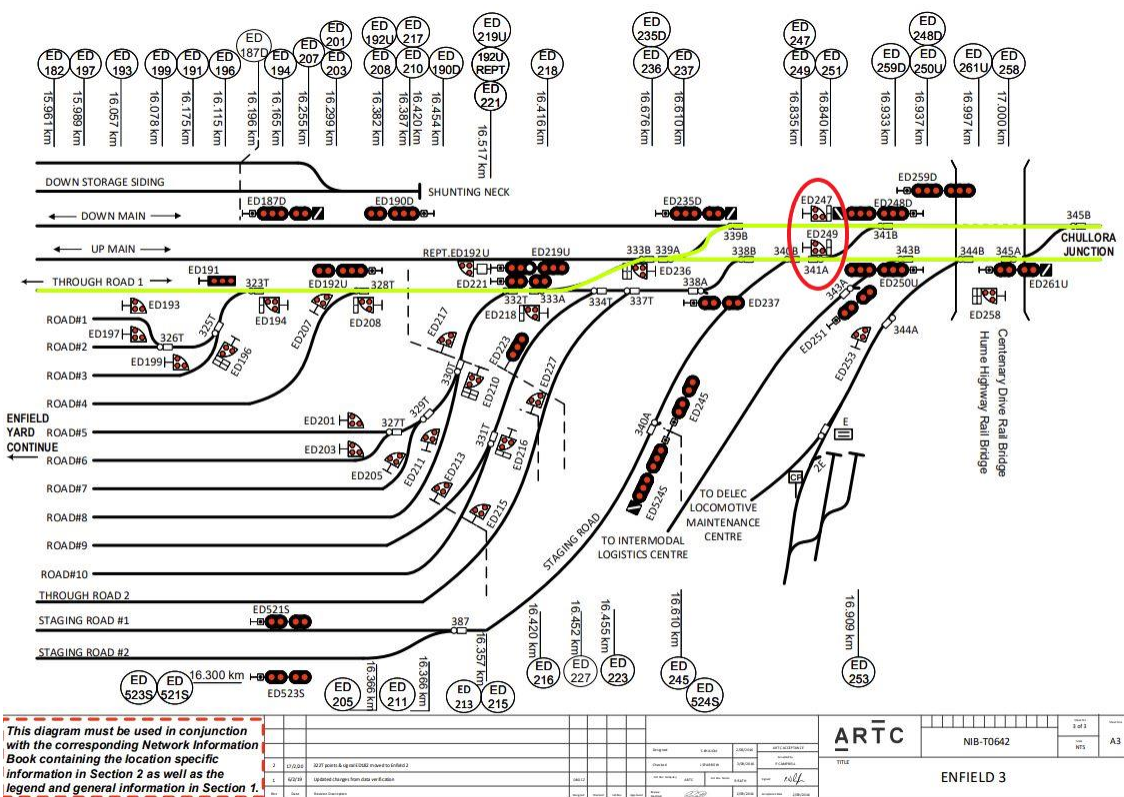 ED 182
ED 197
ED 193
ED 199
ED 191
ED 196
ED 187D
ED 194
ED 207
ED 201
ED 203
ED 192U
ED 208
ED 217
ED 210
ED 190D
ED 219U
192U REPT
ED 221
ED 218
ED 235D
ED 236
ED 237
ED 247
ED 249
ED 251
ED 259D
ED 248D
ED 250U
ED 261U
ED 258
15.961 km
15.989 km
16.057 km
16.078 km
16.175 km
16.115 km
16.196 km
16.165 km
16.255 km
16.299 km
16.382 km
16.387 km
16.420 km
16.454 km
16.517 km
16.416 km
16.676 km
16.610 km
16.835 km
16.840 km
16.933 km
16.937 km
16.997 km
17.000 km
DOWN STORAGE SIDING
SHUNTING NECK
ED187D
ED190D
ED235D
ED247
ED248D
ED259D
DOWN MAIN
339B
341B
345B
CHULLORA
JUNCTION
UP MAIN
REPT.ED192U
ED219U
333B
339A
338B
340B
ED249
341A
343B
344B
345A
THROUGH ROAD 1
ED191
323T
ED192U
328T
ED221
332T
333A
ED236
334T
337T
338A
ED237
343A
ED250U
ED261U
ED193
ED194
ED207
ED208
ED217
ED218
ED223
ED227
ED251
ED253
344A
ED258
ROAD#1
ED197
326T
325T
ED196
ROAD#2
ED199
ROAD#3
ROAD#4
330T
ED210
ED245
Centenary Drive Rail Bridge
Hume Highway Rail Bridge
ENFIELD
YARD
CONTINUE
ED201
327T
329T
ROAD#5
ED203
ED205
ED211
331T
ED216
340A
E
ROAD#6
ROAD#7
ED213
ED215
ED524S
CP
2E
ROAD#8
ROAD#9
TO DELEC
LOCOMOTIVE
MAINTENANCE
CENTRE
TO INTERMODAL
LOGISTICS CENTRE
STAGING ROAD
ROAD#10
THROUGH ROAD 2
STAGING ROAD #1
ED521S
387
STAGING ROAD #2
ED523S
16.300 km
16.366 km
16.366 km
16.357 km
16.420 km
16.452 km
16.455 km
16.610 km
16.909 km
ED 523S
ED 521S
ED 205
ED 211
ED 213
ED 215
ED 216
ED 227
ED 223
ED 245
ED 524S
ED 253
This diagram must be used in conjunction
with the corresponding Network Information
Book containing the location specific
information in Section 2 as well as the
legend and general information in Section 1.
2 17/2/20 327T points & signal ED182 moved to Enfield 2
1 6/2/19 Updated changes from data verification
ARTC
TITLE
NIB-T0642
3 of 3
NTS
A3
ENFIELD 3